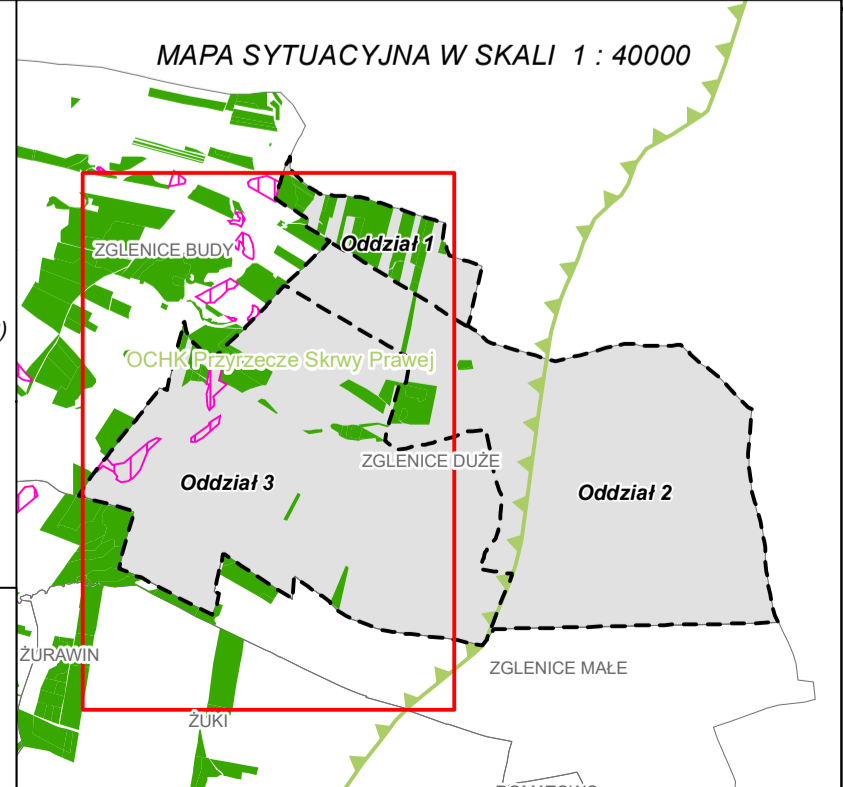 MAPA SYTUACYJNA W SKALI 1 : 40000
Oddział 1
ZGLENICE BUDY
OCHK Przyrzecze Skrwy Prawej
ZGLENICE DUŻE
Oddział 3
Oddział 2
ŻURAWIN
ZGLENICE MAŁE
ŻUKI